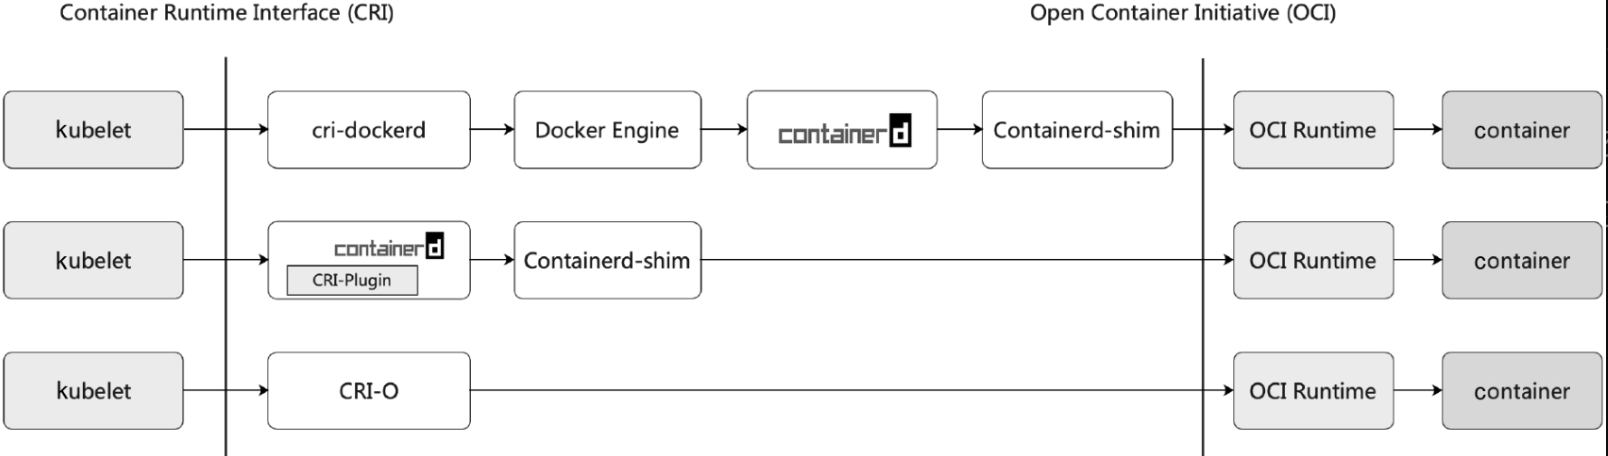 Container Runtime Interface (CRI)
Open Container Initiative (OCI)
kubelet
cri-dockerd
Docker Engine
containerd
Containerd-shim
OCI Runtime
container
kubelet
containerd
CRI-Plugin
Containerd-shim
OCI Runtime
container
kubelet
CRI-O
OCI Runtime
container